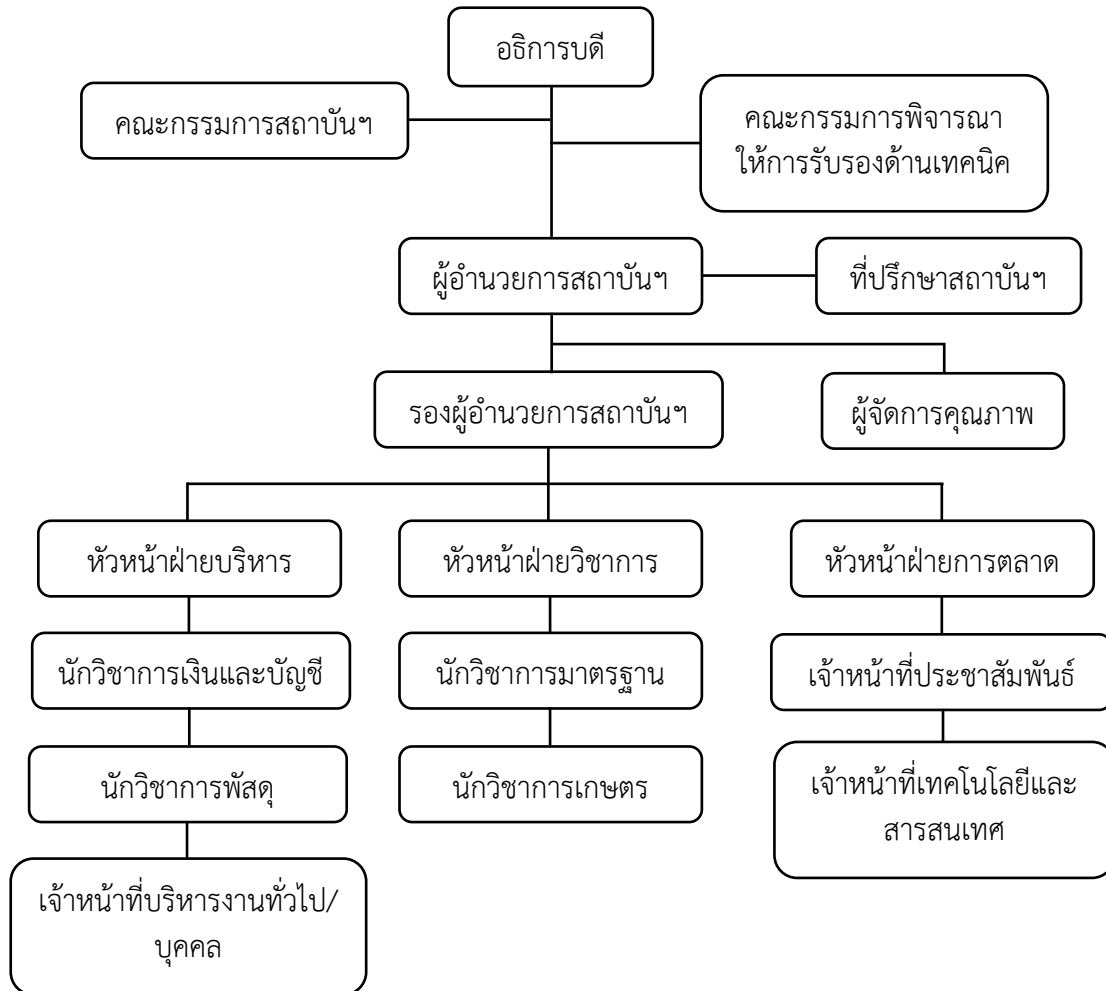 อธิการบดี
คณะกรรมการสถาบันฯ
คณะกรรมการพิจารณา
ให้การรับรองด้านเทคนิค
ผู้อำนวยการสถาบันฯ
ที่ปรึกษาสถาบันฯ
รองผู้อำนวยการสถาบันฯ
ผู้จัดการคุณภาพ
หัวหน้าฝ่ายบริหาร
หัวหน้าฝ่ายวิชาการ
หัวหน้าฝ่ายการตลาด
นักวิชาการเงินและบัญชี
นักวิชาการมาตรฐาน
เจ้าหน้าที่ประชาสัมพันธ์
นักวิชาการพัสดุ
นักวิชาการเกษตร
เจ้าหน้าที่เทคโนโลยีและ
สารสนเทศ
เจ้าหน้าที่บริหารงานทั่วไป/
บุคคล